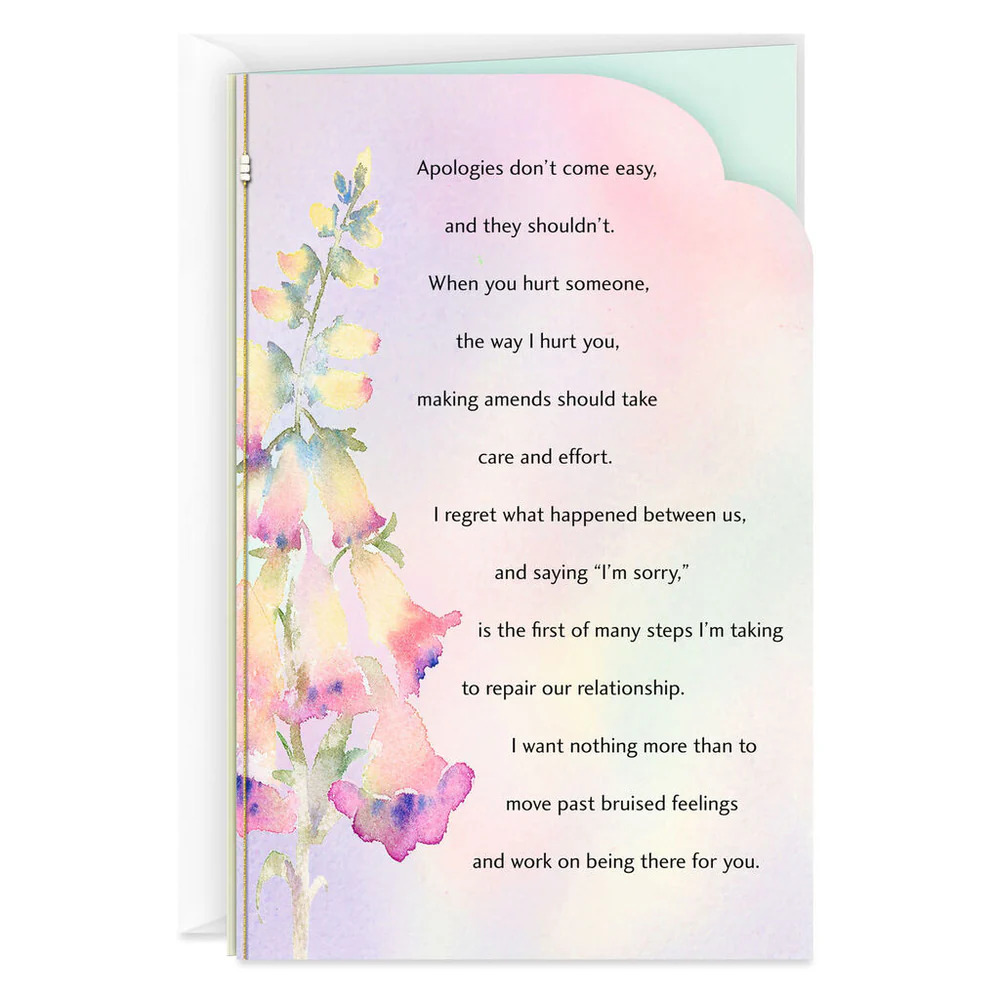 Apologies don’t come easy,
and they shouldn’t.
When you hurt someone,
the way I hurt you,
making amends should take
care and effort.
I regret what happened between us,
and saying “I’m sorry,”
is the first of many steps I’m taking
to repair our relationship.
I want nothing more than to
move past bruised feelings
and work on being there for you.